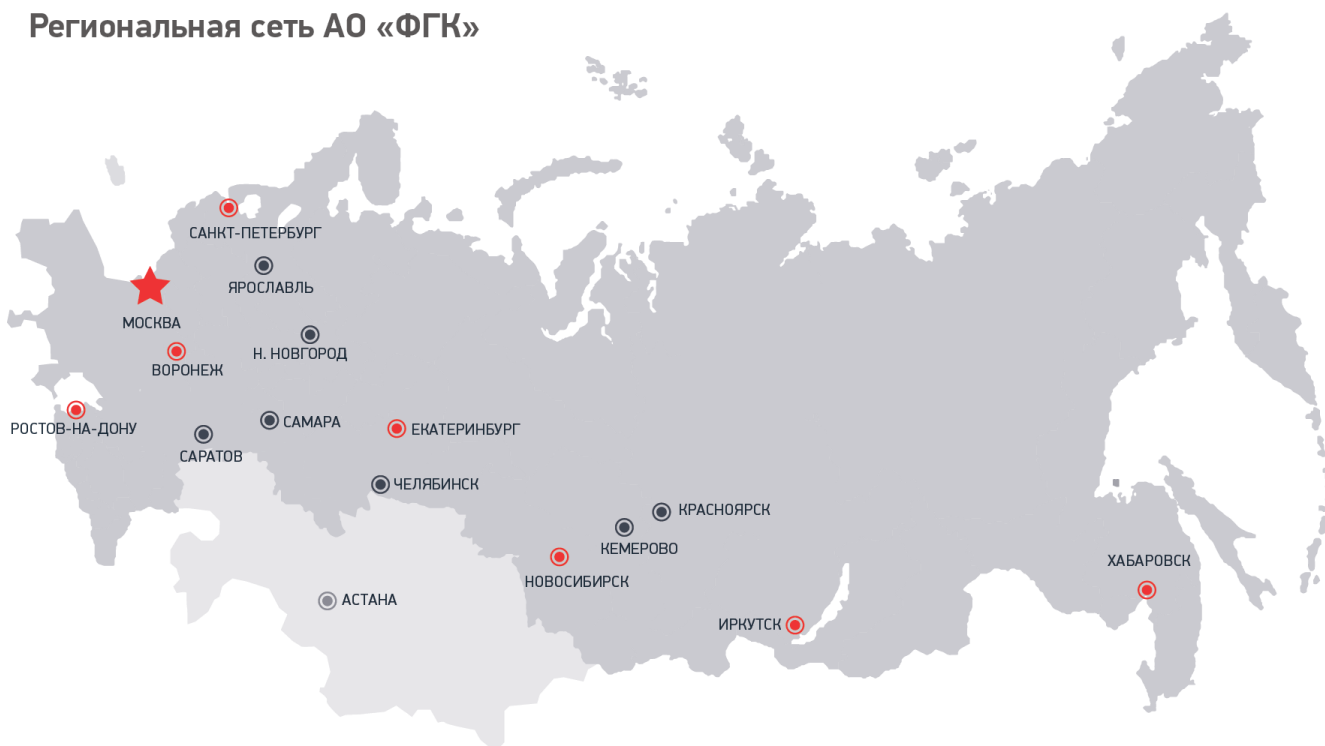 Региональная сеть АО «ФГК»
САНКТ-ПЕТЕРБУРГ
ЯРОСЛАВЛЬ
МОСКВА
Н. НОВГОРОД
ВОРОНЕЖ
САМАРА
РОСТОВ-НА-ДОНУ
ЕКАТЕРИНБУРГ
САРАТОВ
ЧЕЛЯБИНСК
КРАСНОЯРСК
КЕМЕРОВО
ХАБАРОВСК
НОВОСИБИРСК
АСТАНА
ИРКУТСК